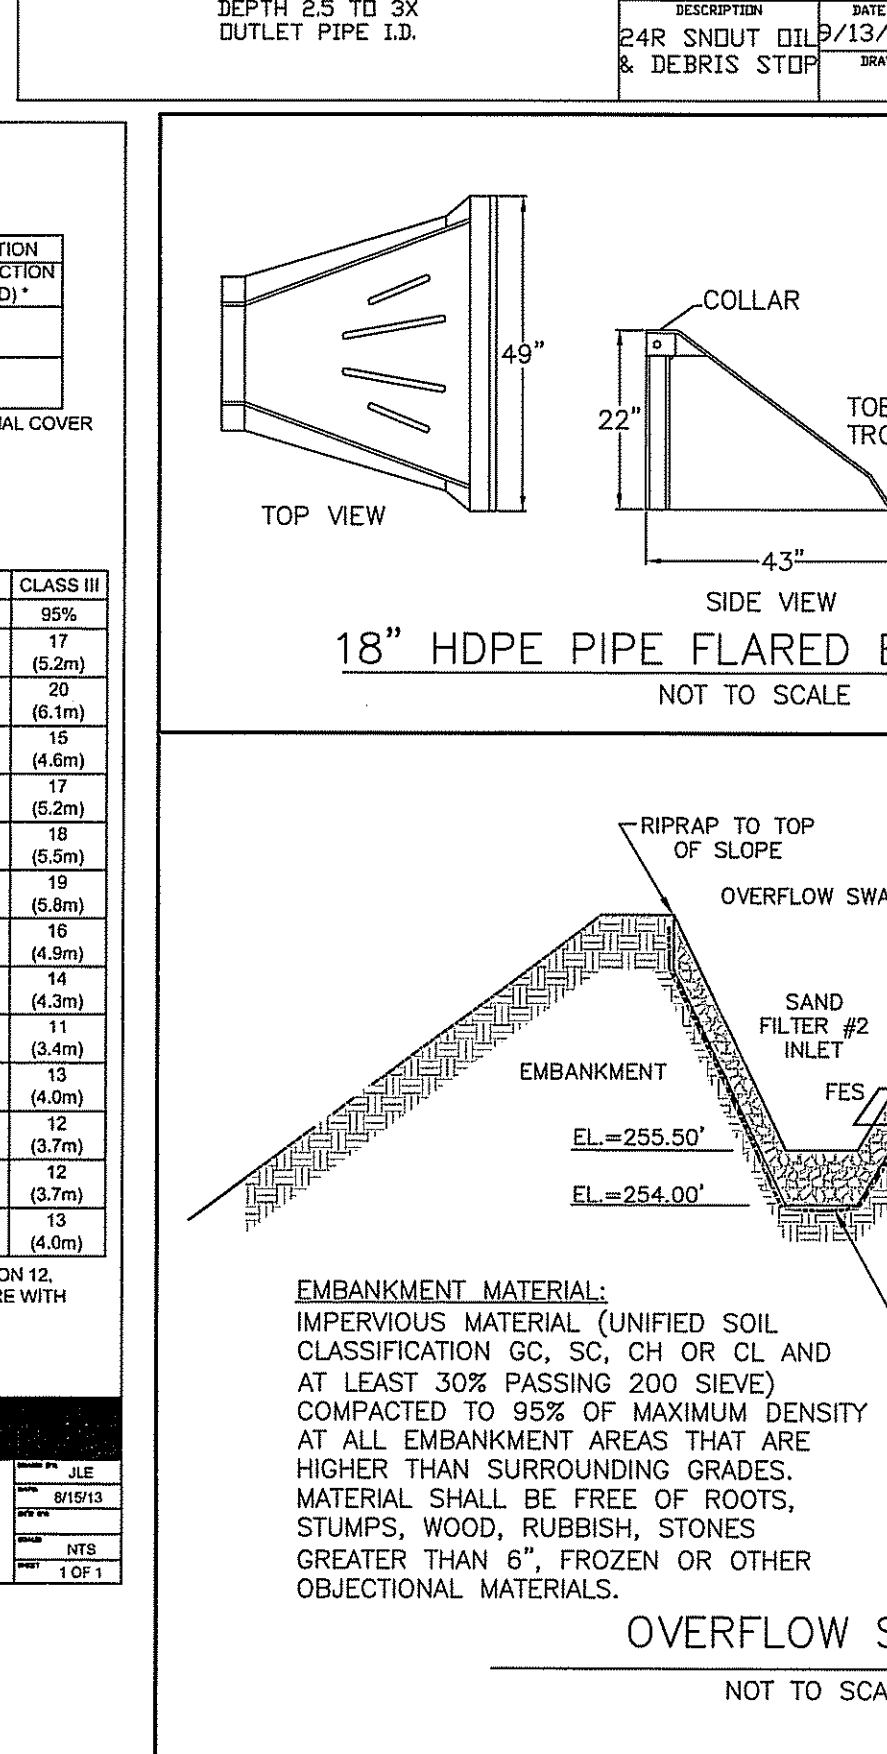 DEPTH 2.5 TO 3X
OUTLET PIPE I.D.
DESCRIPTION
24R SNOUT OIL
& DEBRIS STOP
DATE
9/13/
TION
CTION
D) *
AL COVER
CLASS III
95%
17
(5.2m)
20
(6.1m)
15
(4.6m)
17
(5.2m)
18
(5.5m)
19
(5.8m)
16
(4.9m)
14
(4.3m)
11
(3.4m)
13
(4.0m)
12
(3.7m)
12
(3.7m)
13
(4.0m)
ON 12,
RE WITH
JLE
8/15/13
NTS
SHEET
1 OF 1
49"
TOP VIEW
COLLAR
22"
TOE
TRO
43"
SIDE VIEW
18" HDPE PIPE FLARED E
NOT TO SCALE
RIPRAP TO TOP
OF SLOPE
OVERFLOW SWA
SAND
FILTER #2
INLET
FES
EMBANKMENT
EL.=255.50'
EL.=254.00'
EMBANKMENT MATERIAL:
IMPERVIOUS MATERIAL (UNIFIED SOIL
CLASSIFICATION GC, SC, CH OR CL AND
AT LEAST 30% PASSING 200 SIEVE)
COMPACTED TO 95% OF MAXIMUM DENSITY
AT ALL EMBANKMENT AREAS THAT ARE
HIGHER THAN SURROUNDING GRADES.
MATERIAL SHALL BE FREE OF ROOTS,
STUMPS, WOOD, RUBBISH, STONES
GREATER THAN 6", FROZEN OR OTHER
OBJECTIONAL MATERIALS.
OVERFLOW S
NOT TO SCA